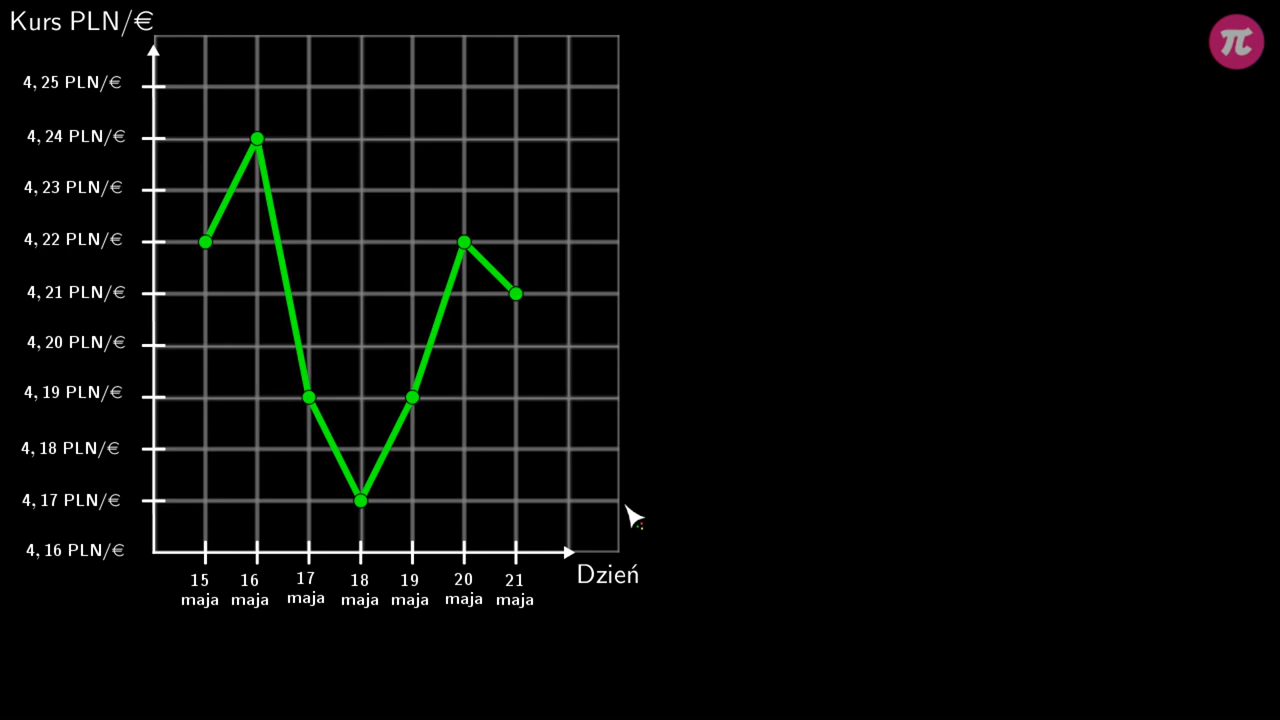 Kurs PLN/€
4,25 PLN/€
4,24 PLN/€
4,23 PLN/€
4,22 PLN/€
4,21 PLN/€
4,20 PLN/€
4,19 PLN/€
4,18 PLN/€
4,17 PLN/€
4,16 PLN/€
15 maja
16 maja
17 maja
18 maja
19 maja
20 maja
21 maja
Dzień
π